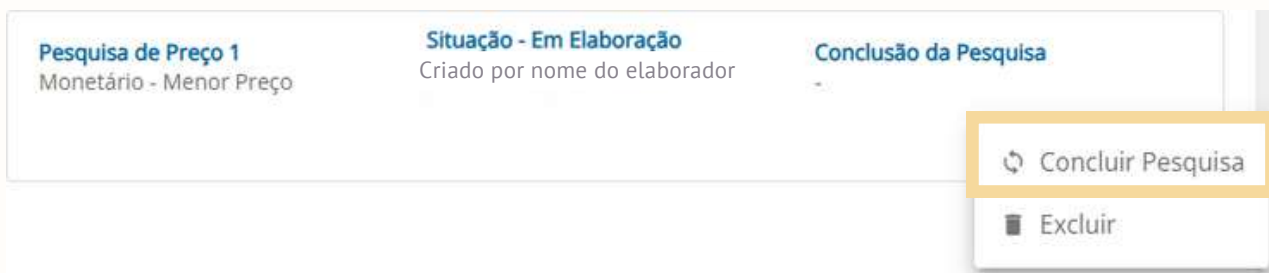 Pesquisa de Preço 1
Monetário - Menor Preço
Situação - Em Elaboração
Criado por nome do elaborador
Conclusão da Pesquisa
-
Concluir Pesquisa
Excluir